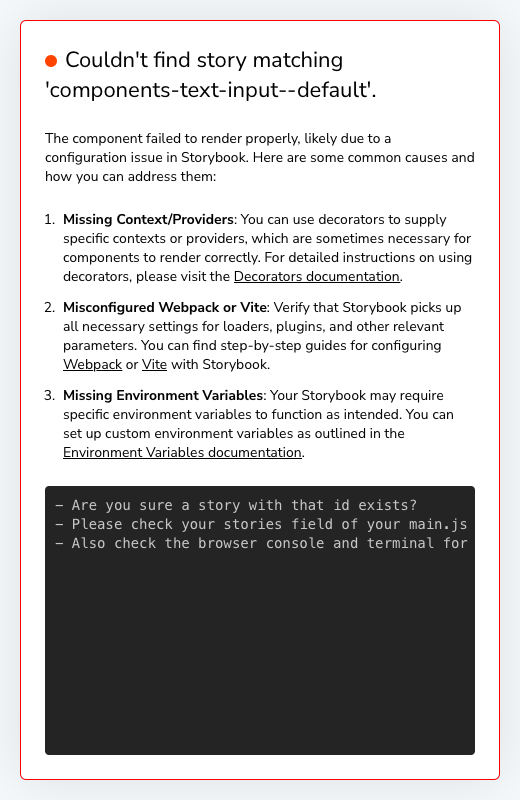 Couldn't find story matching
'components-text-input--default'.
The component failed to render properly, likely due to a
configuration issue in Storybook. Here are some common causes and
how you can address them:
1. Missing Context/Providers: You can use decorators to supply
specific contexts or providers, which are sometimes necessary for
components to render correctly. For detailed instructions on using
decorators, please visit the Decorators documentation.
2. Misconfigured Webpack or Vite: Verify that Storybook picks up
all necessary settings for loaders, plugins, and other relevant
parameters. You can find step-by-step guides for configuring
Webpack or Vite with Storybook.
3. Missing Environment Variables: Your Storybook may require
specific environment variables to function as intended. You can
set up custom environment variables as outlined in the
Environment Variables documentation.
– Are you sure a story with that id exists?
– Please check your stories field of your main.js
– Also check the browser console and terminal for